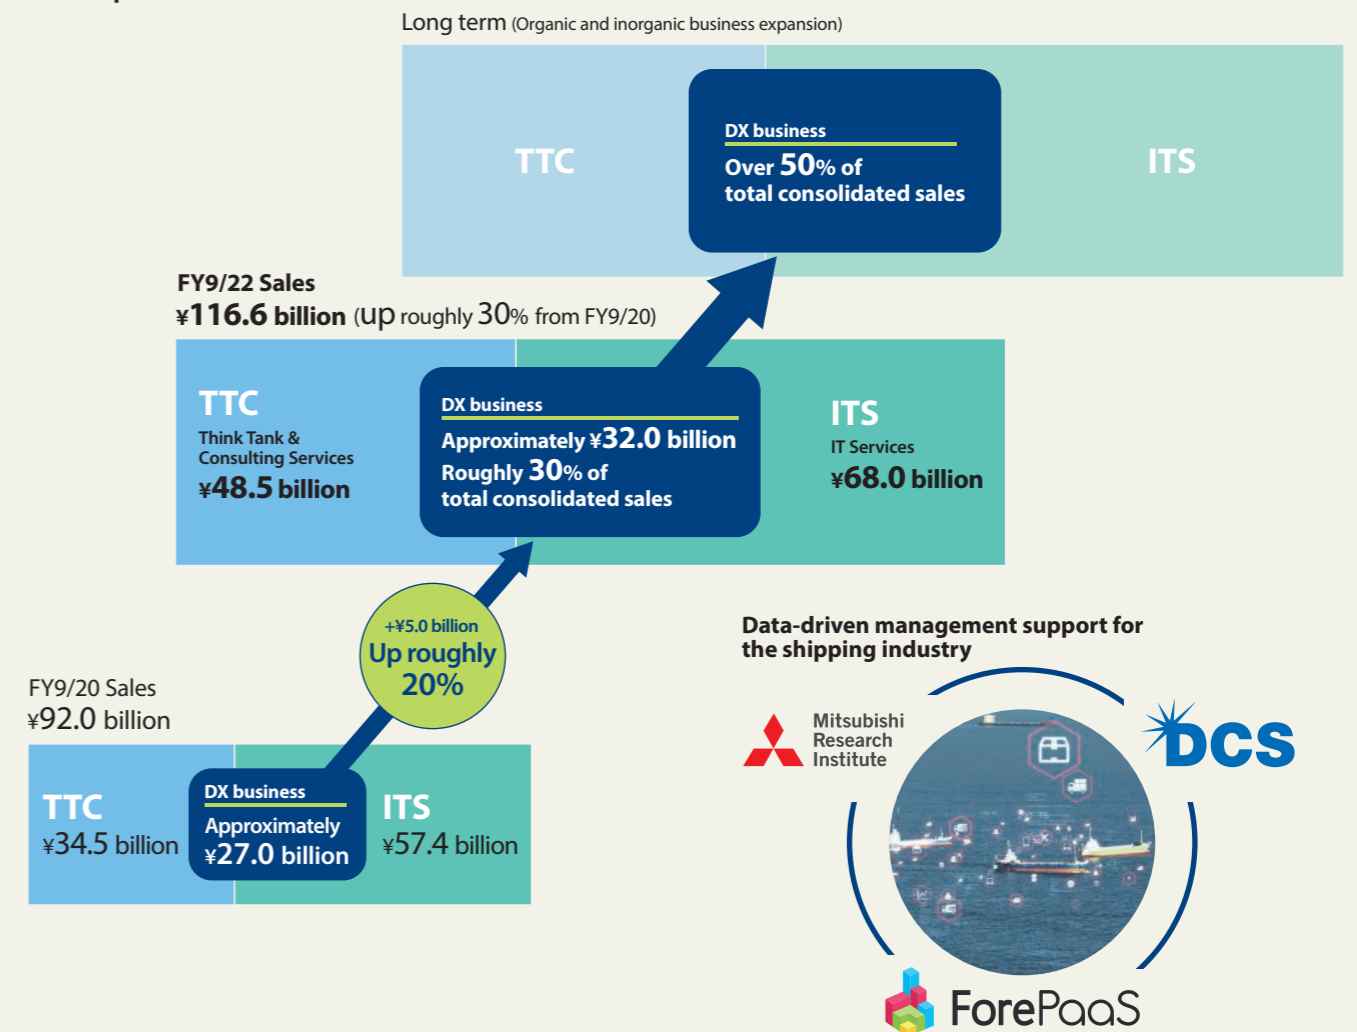 Long term (Organic and inorganic business expansion)
TTC
DX business
Over 50% of
total consolidated sales
ITS
FY9/22 Sales
¥116.6 billion (up roughly 30% from FY9/20)
TTC
Think Tank &
Consulting Services
¥48.5 billion
DX business
Approximately ¥32.0 billion
Roughly 30% of
total consolidated sales
ITS
IT Services
¥68.0 billion
+¥5.0 billion
Up roughly
20%
FY9/20 Sales
¥92.0 billion
TTC
¥34.5 billion
DX business
Approximately
¥27.0 billion
ITS
¥57.4 billion
Data-driven management support for
the shipping industry
Mitsubishi
Research
Institute
DCS
ForePaaS